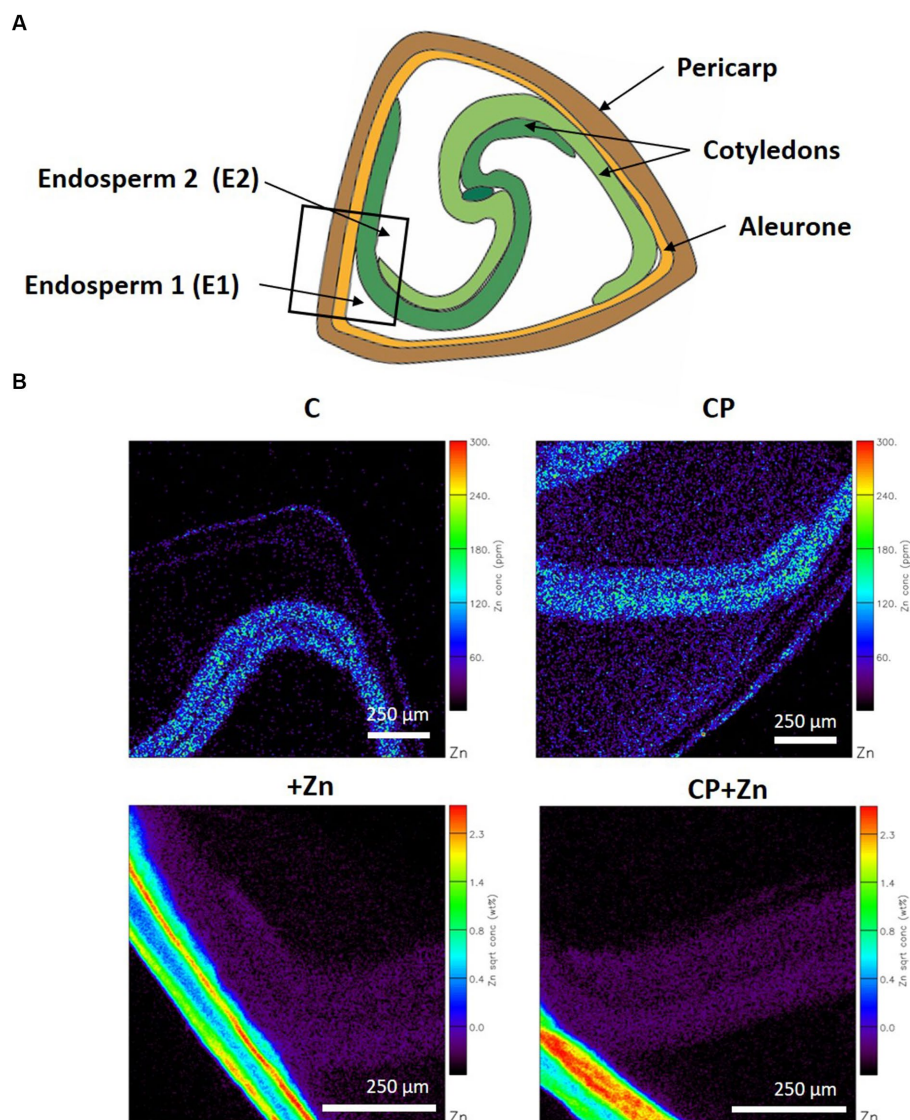 A
Pericarp
Cotyledons
Endosperm 2 (E2)
Aleurone
Endosperm 1 (E1)
B
C
CP
300.
240.
180.
120.
60.
Zn conc (ppm)
250 µm
Zn
300.
240.
180.
120.
60.
Zn conc (ppm)
250 µm
Zn
+Zn
CP+Zn
2.3
1.4
0.8
0.4
0.0
Zn sqrt conc (wt%)
250 µm
Zn
2.3
1.4
0.8
0.4
0.0
Zn sqrt conc (wt%)
250 µm
Zn